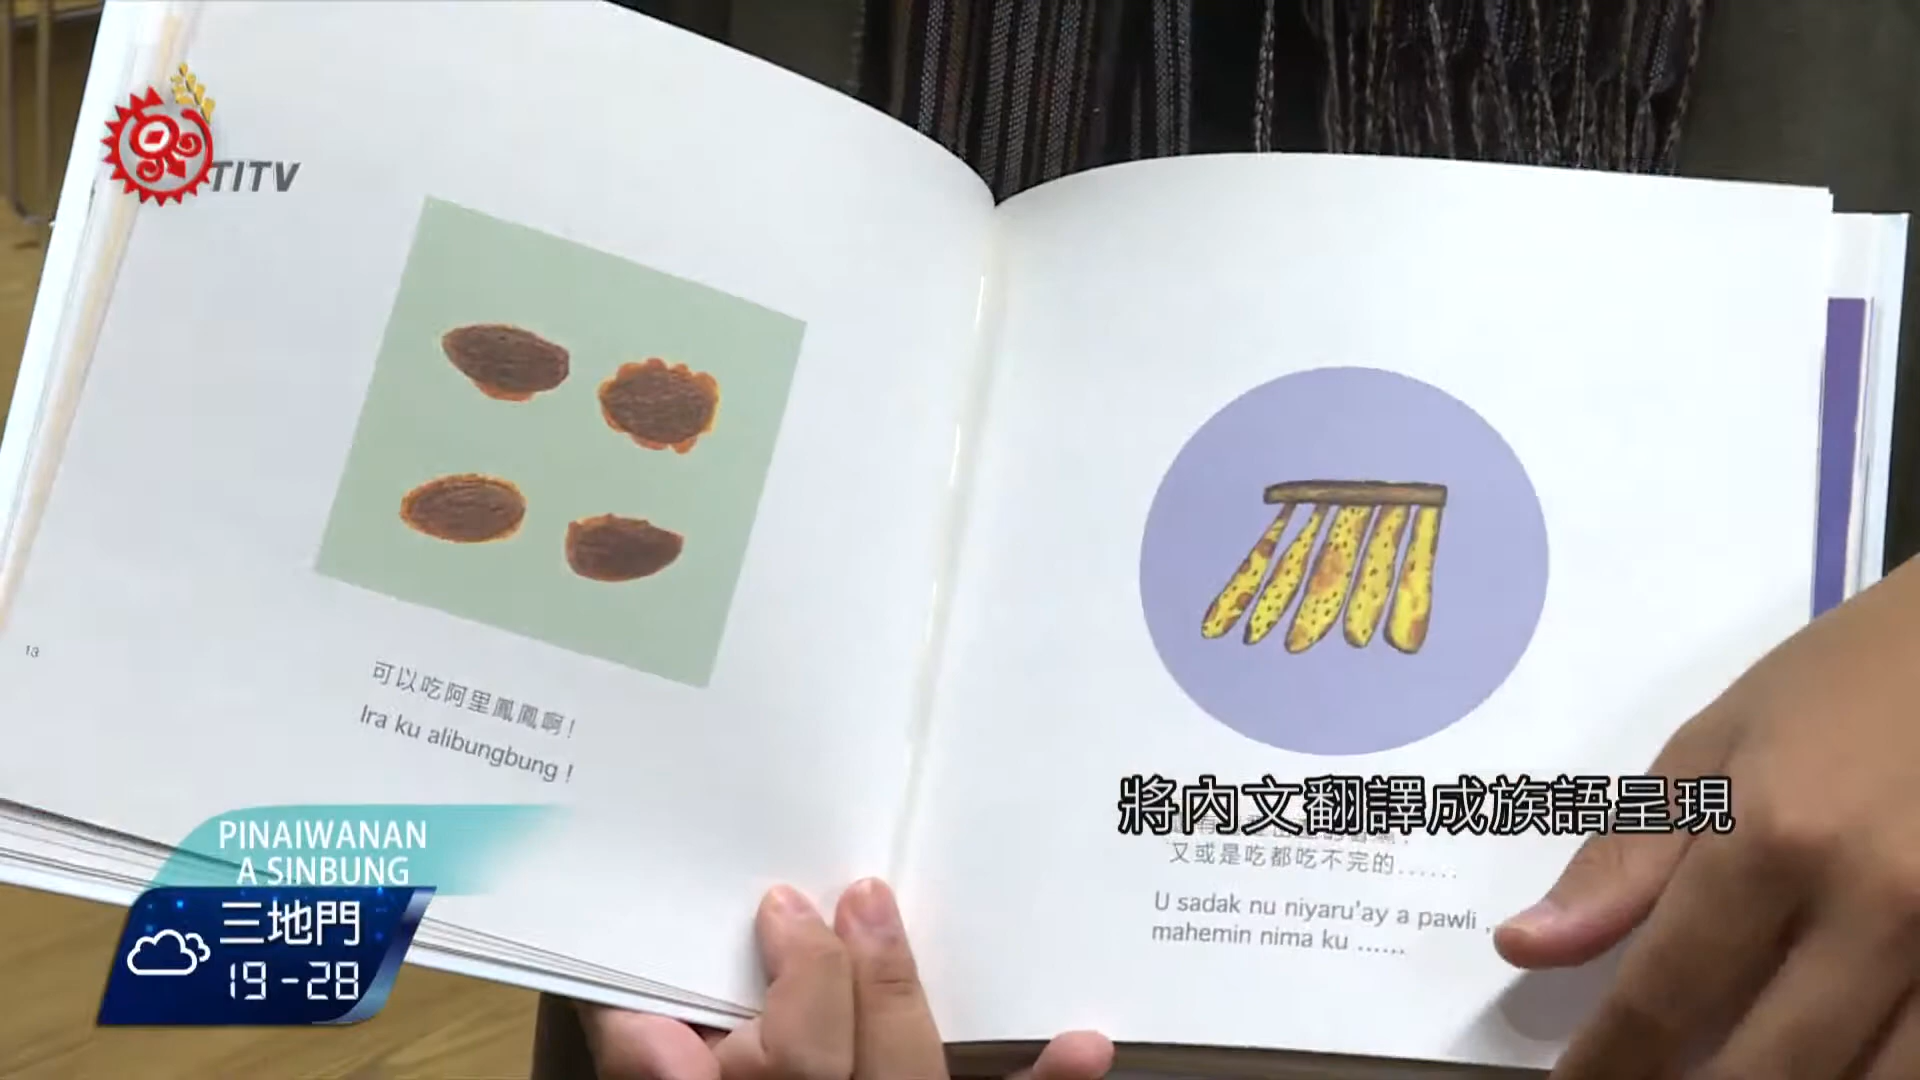 TITV
13
可以吃阿里鳳鳳啊！
Ira ku alibungbung !
將內文翻譯成族語呈現
又或是吃都吃不完的......
U sadak nu niyaru'ay a pawli ,
mahemin nima ku ......
PINAIWANAN
A SINBUNG
三地門
19-28